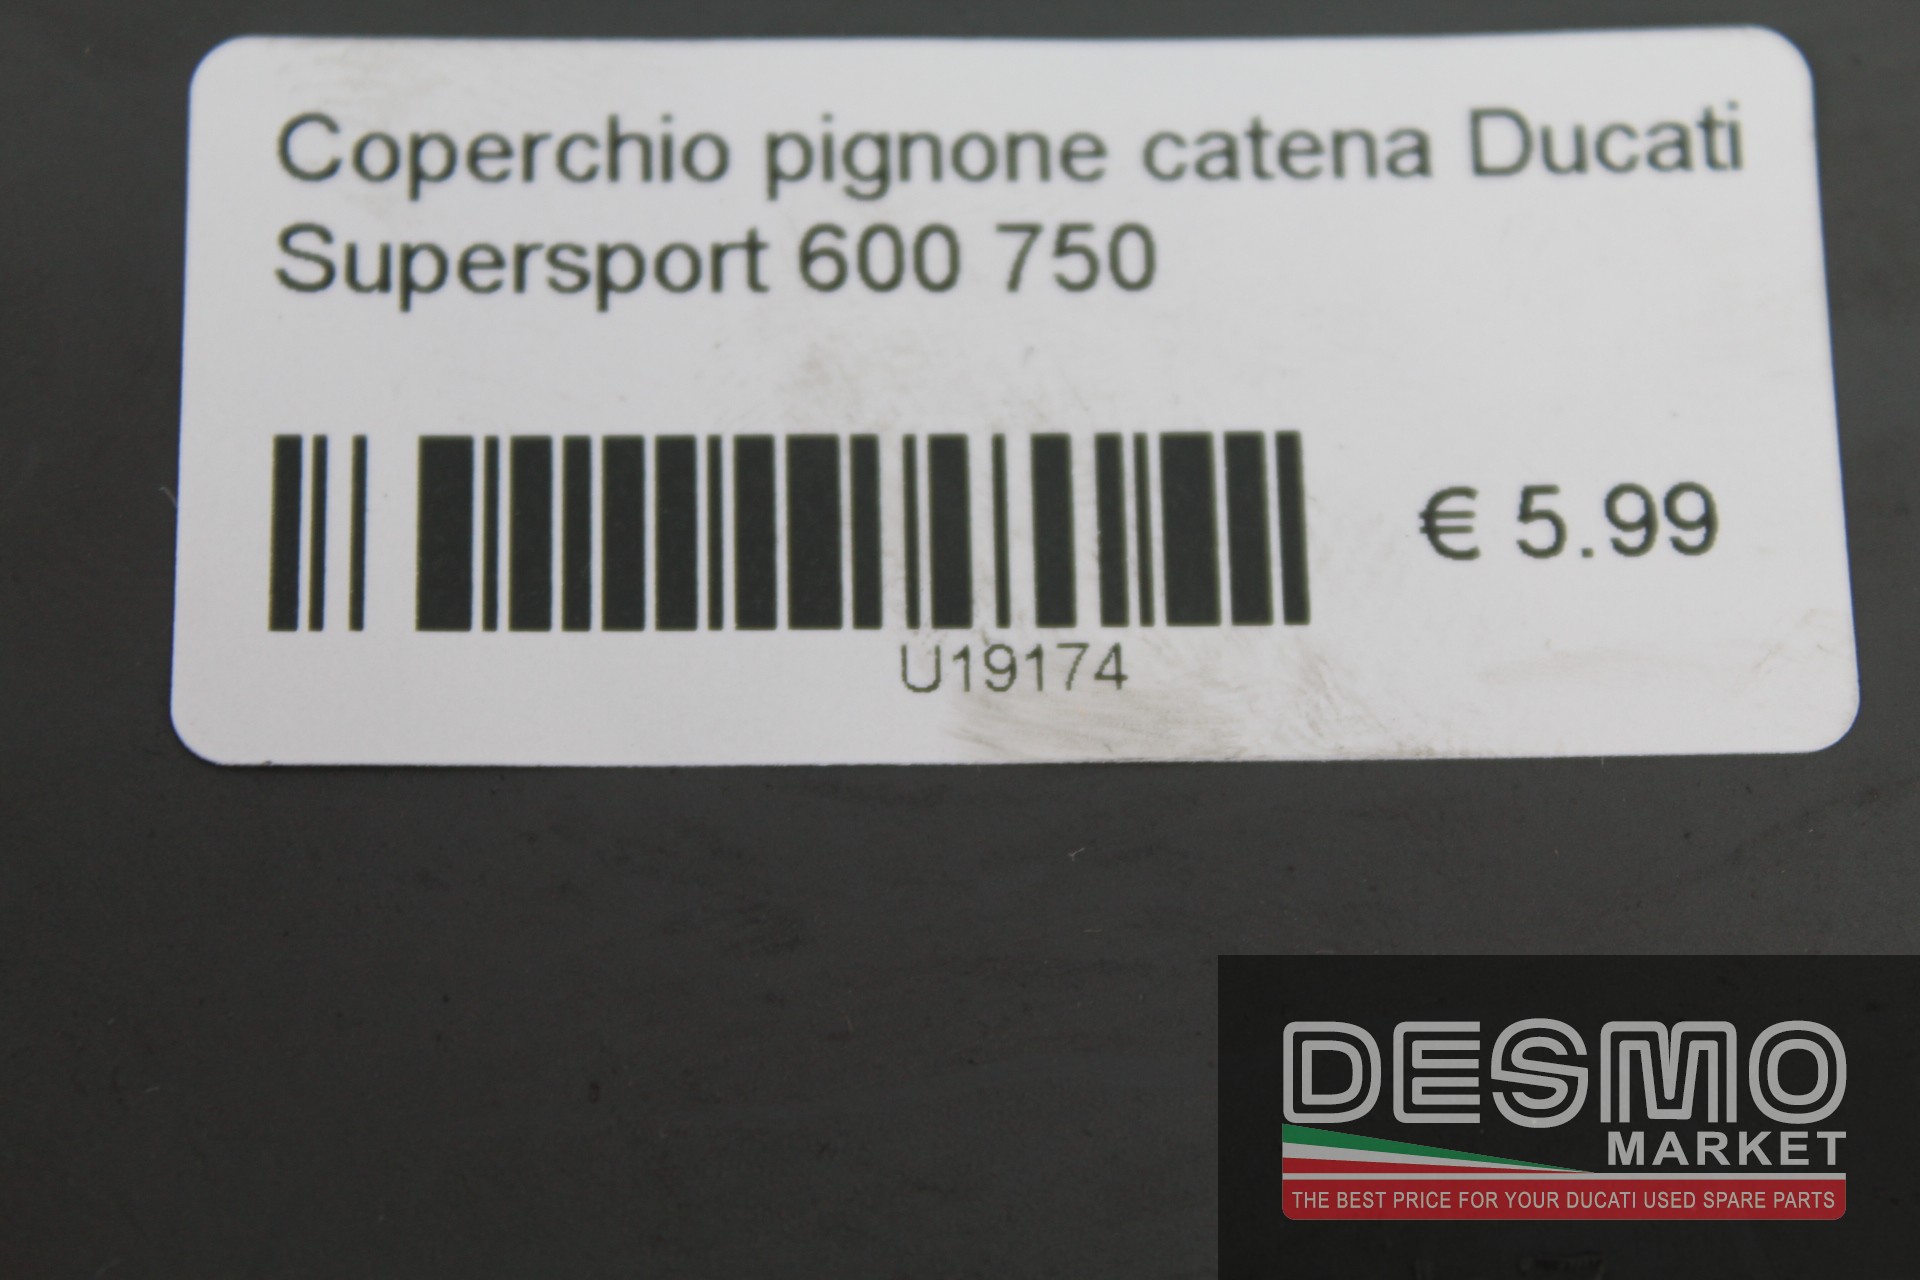 Coperchio pignone catena Ducati
Supersport 600 750
€ 5.99
U19174
DESMO
MARKET
THE BEST PRICE FOR YOUR DUCATI USED SPARE PARTS